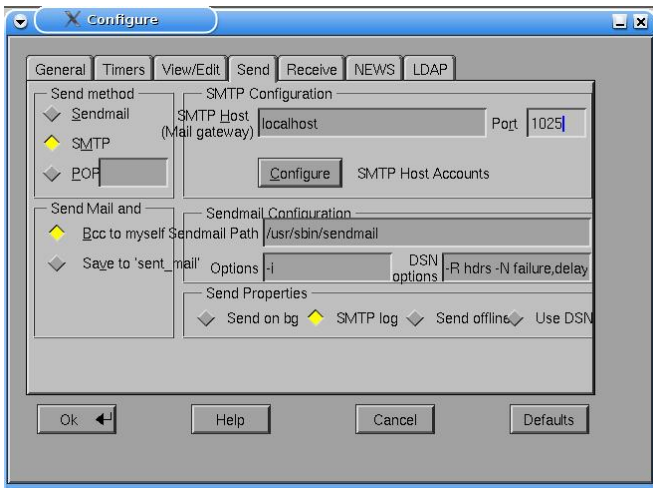 Configure
General Timers View/Edit Send Receive NEWS LDAP
Send method
Sendmail
SMTP
POP
SMTP Configuration
SMTP Host
(Mail gateway)
localhost
Port 1025
Configure SMTP Host Accounts
Send Mail and
Bcc to myself
Save to 'sent_mail'
Sendmail Configuration
Sendmail Path /usr/sbin/sendmail
Options -i
DSN
options
-R hdrs -N failure,delay
Send Properties
Send on bg SMTP log Send offline Use DSN
Ok Help Cancel Defaults